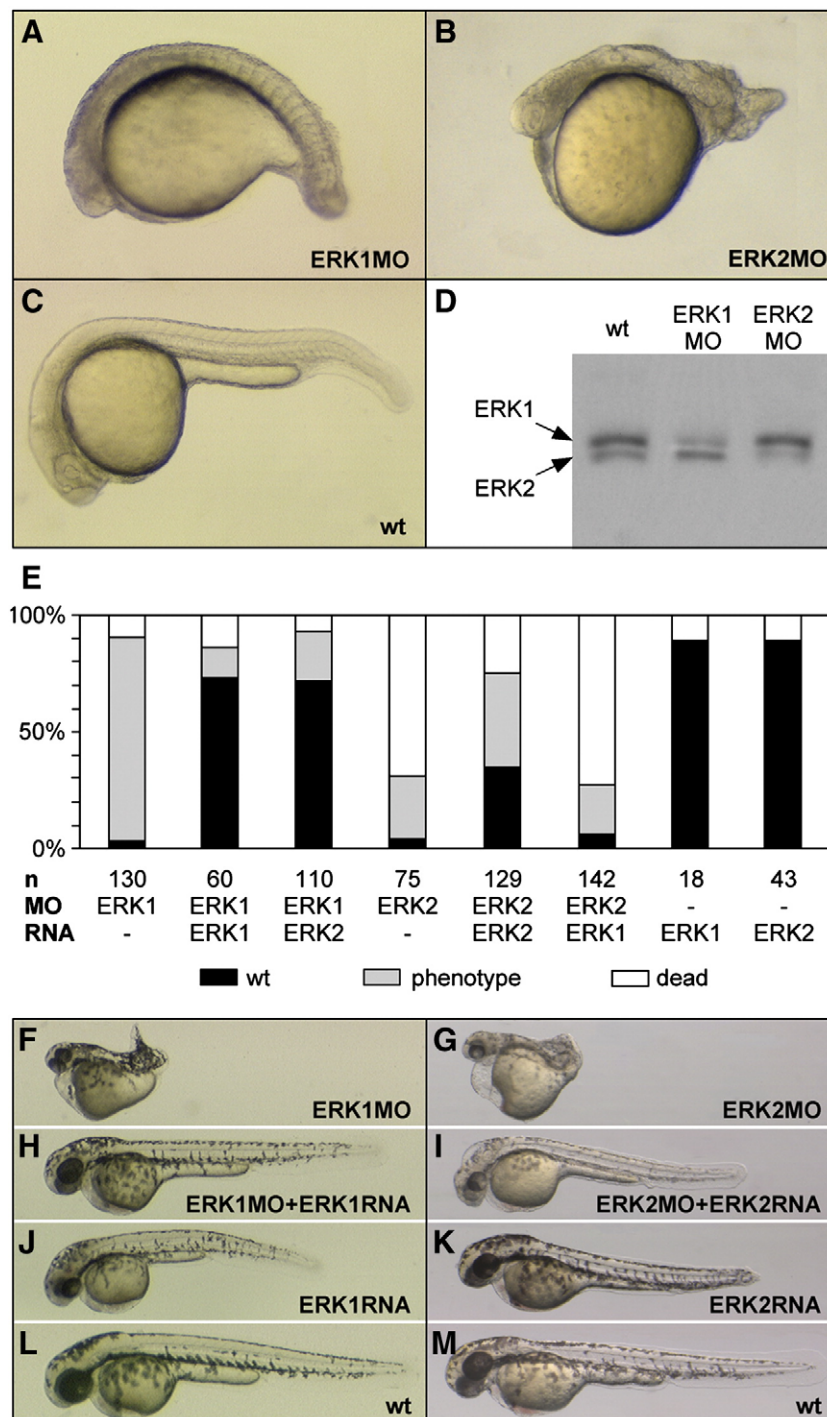 A
B
ERK1MO
ERK2MO
C
D
wt
ERK1 MO
ERK2 MO
ERK1
ERK2
wt
E
100%
50%
0%
n 130 60 110 75 129 142 18 43
MO ERK1 ERK1 ERK1 ERK2 ERK2 ERK2 - -
RNA - ERK1 ERK2 - ERK2 ERK1 ERK1 ERK2
wt phenotype dead
F
G
ERK1MO
ERK2MO
H
I
ERK1MO+ERK1RNA
ERK2MO+ERK2RNA
J
K
ERK1RNA
ERK2RNA
L
M
wt
wt